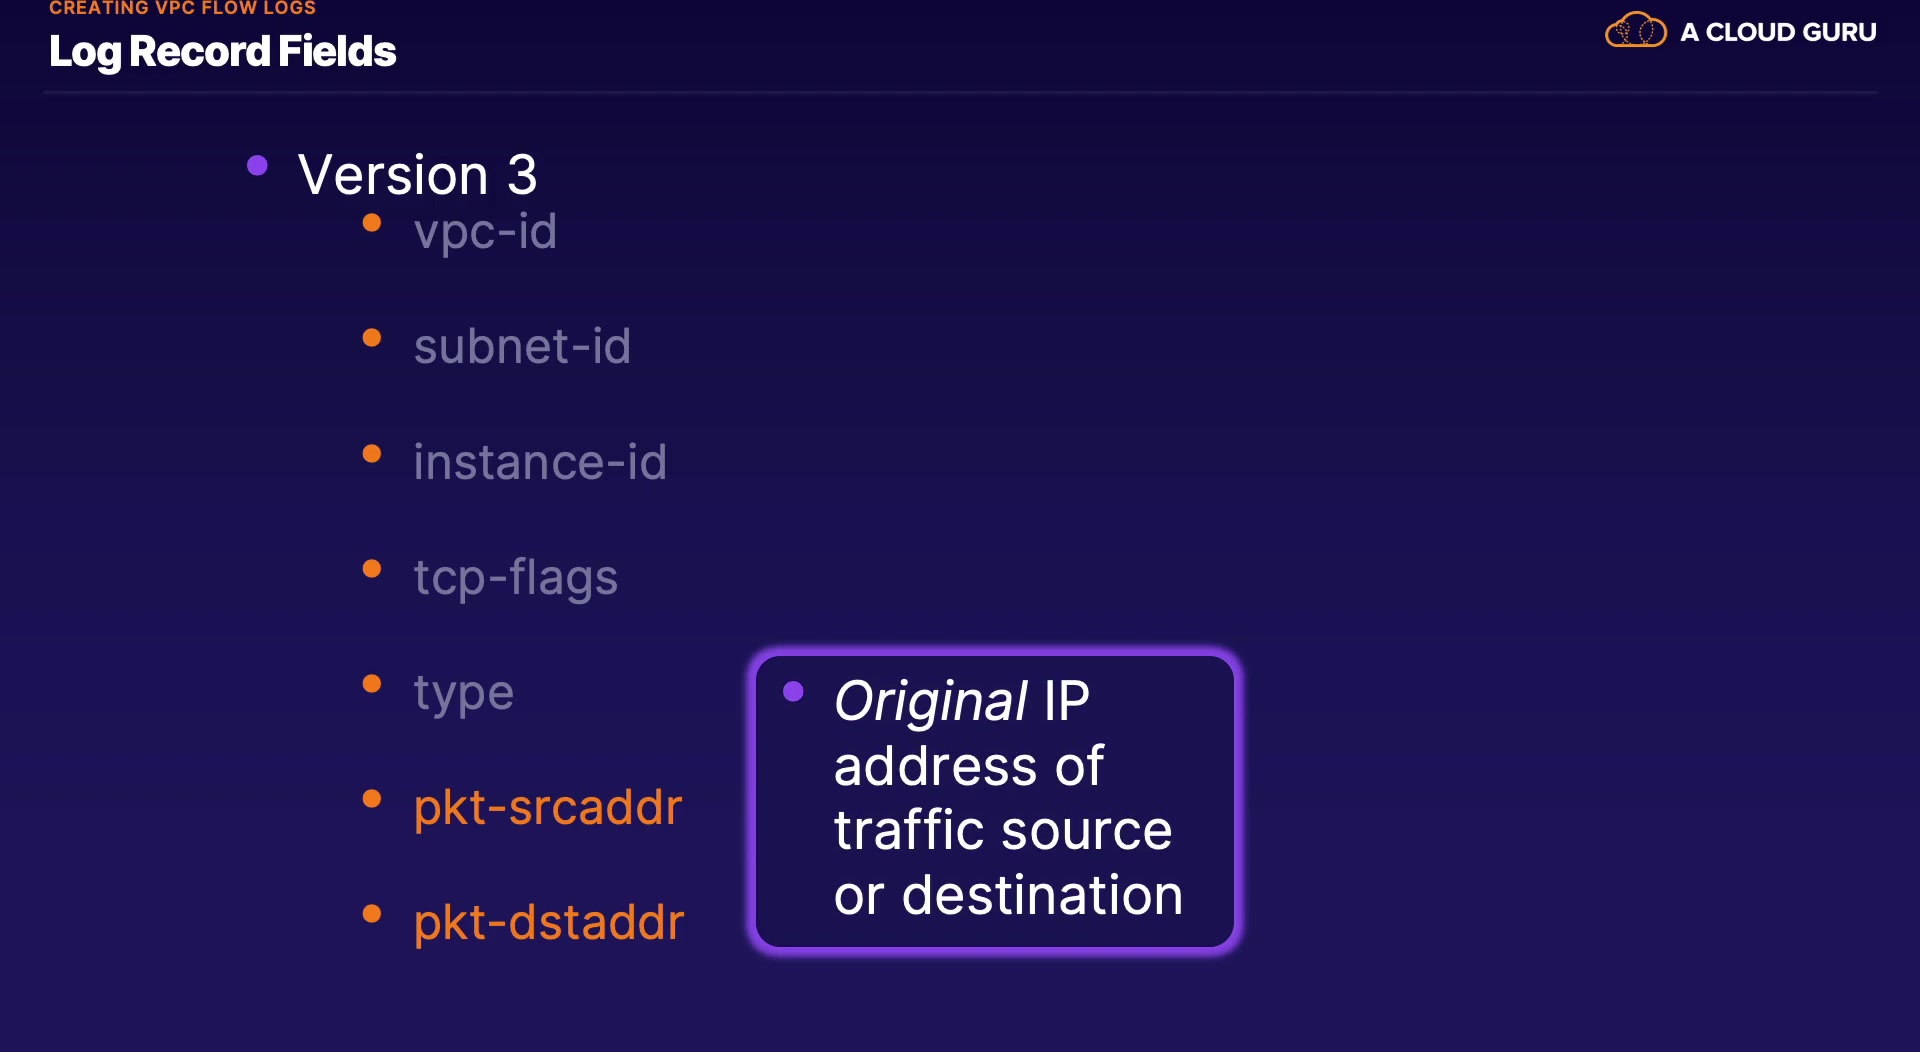 CREATING VPC FLOW LOGS
Log Record Fields
A CLOUD GURU
Version 3
vpc-id
subnet-id
instance-id
tcp-flags
type
pkt-srcaddr
pkt-dstaddr
Original IP
address of
traffic source
or destination